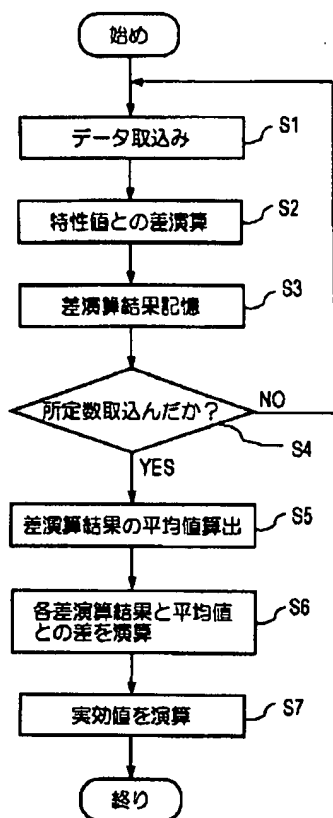 始め
データ取込み
S1
特性値との差演算
S2
差演算結果記憶
S3
所定数取込んだか?
NO
S4
YES
差演算結果の平均値算出
S5
各差演算結果と平均値
との差を演算
S6
実効値を演算
S7
終り